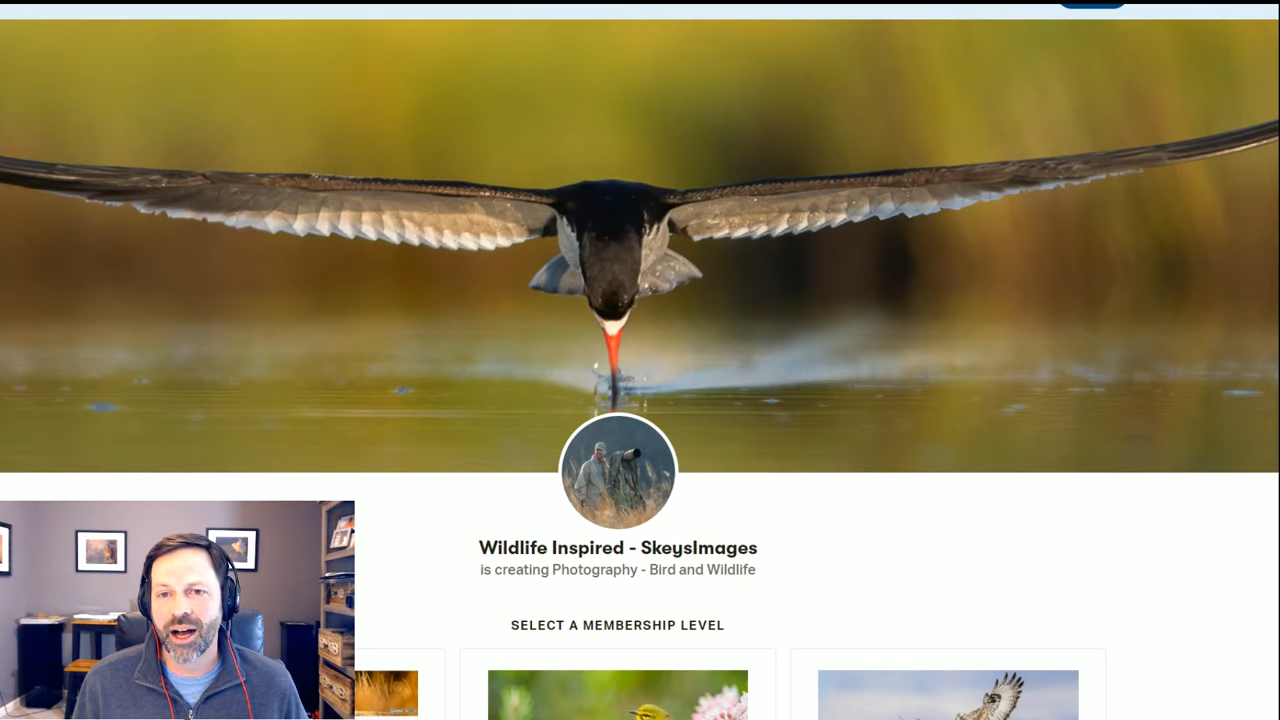 Wildlife Inspired - SkeysImages
is creating Photography - Bird and Wildlife
SELECT A MEMBERSHIP LEVEL